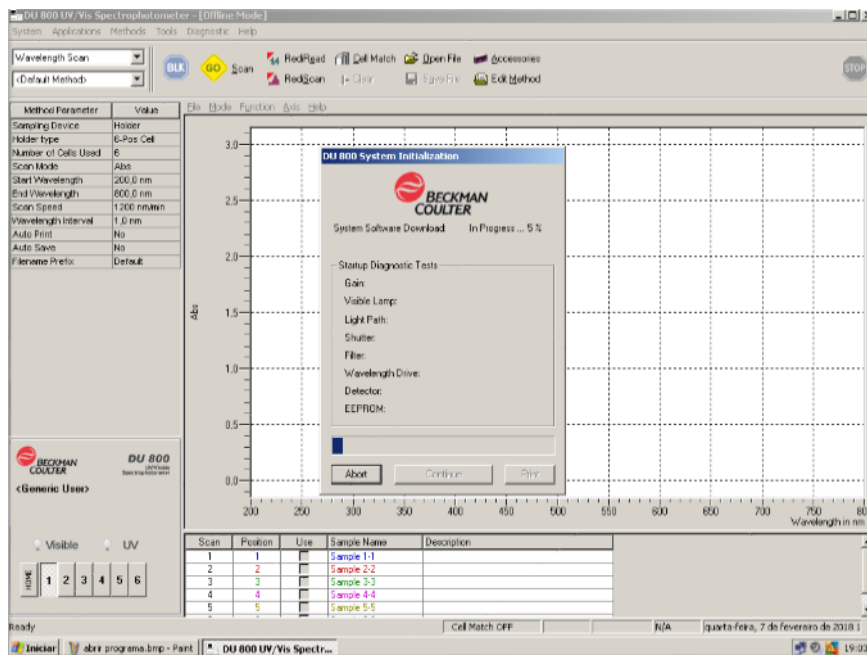 DU 800 UV/Vis Spectrophotometer - [Offline Mode]
System Applications Methods Tools Diagnostic Help
Wavelength Scan
<Default Method>
BLK
GO
Scan
RediRead
RediScan
Cell Match
Clear
Open File
Save File
Accessories
Edit Method
STOP
Method Parameter Value
Sampling Device Holder
Holder type 6-Pos Cell
Number of Cells Used 6
Scan Mode Abs
Start Wavelength 200,0 nm
End Wavelength 800,0 nm
Scan Speed 1200 nm/min
Wavelength Interval 1,0 nm
Auto Print No
Auto Save No
Filename Prefix: Default
File Mode Function Axis Help
3.0
2.5
2.0
1.5
1.0
0.5
0.0
Abs
200 250 300 350 400 450 500 550 600 650 700 750 80
Wavelength in nm
DU 800 System Initialization
BECKMAN
COULTER
System Software Download: In Progress ... 5 %
Startup Diagnostic Tests
Gain:
Visible Lamp:
Light Path:
Shutter:
Filter:
Wavelength Drive:
Detector:
EEPROM:
Abort
Continue
Print
BECKMAN
COULTER
DU 800
UV/Visible
Spectrophotometer
<Generic User>
Visible UV
HOME 1 2 3 4 5 6
Scan Position Use Sample Name Description
1 1 Sample 1-1
2 2 Sample 2-2
3 3 Sample 3-3
4 4 Sample 4-4
5 5 Sample 5-5
Ready
Cell Match OFF
N/A
quarta-feira, 7 de fevereiro de 2018 1
Iniciar
abrir programa.bmp - Paint
DU 800 UV/Vis Spectr...